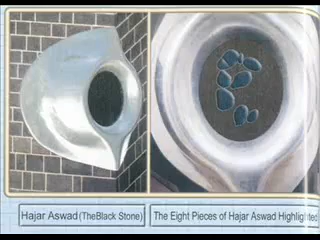 Hajar Aswad (TheBlack Stone)
The Eight Pieces of Hajar Aswad Highlighted